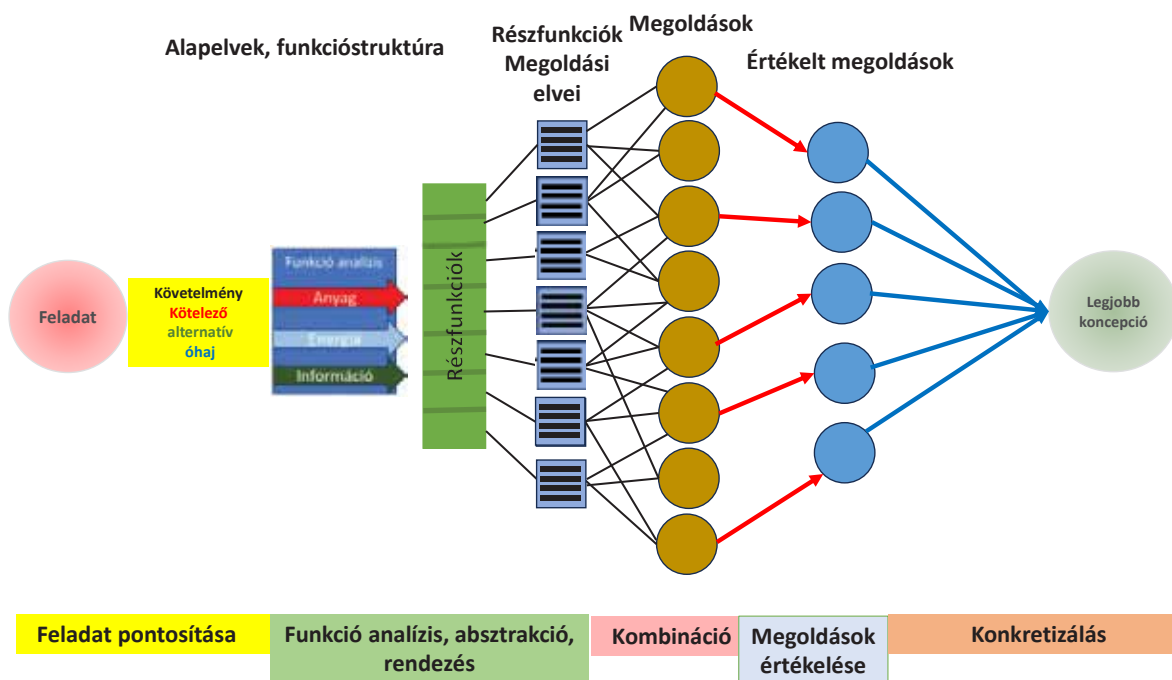 Alapelvek, funkcióstruktúra
Részfunkciók
Megoldási
elvei
Megoldások
Értékelt megoldások
Feladat
Követelmény
Kötelező
alternatív
óhaj
Funkció analízis
Anyag
Energia
Információ
Részfunkciók
Legjobb
koncepció
Feladat pontosítása
Funkció analízis, absztrakció,
rendezés
Kombináció
Megoldások
értékelése
Konkretizálás